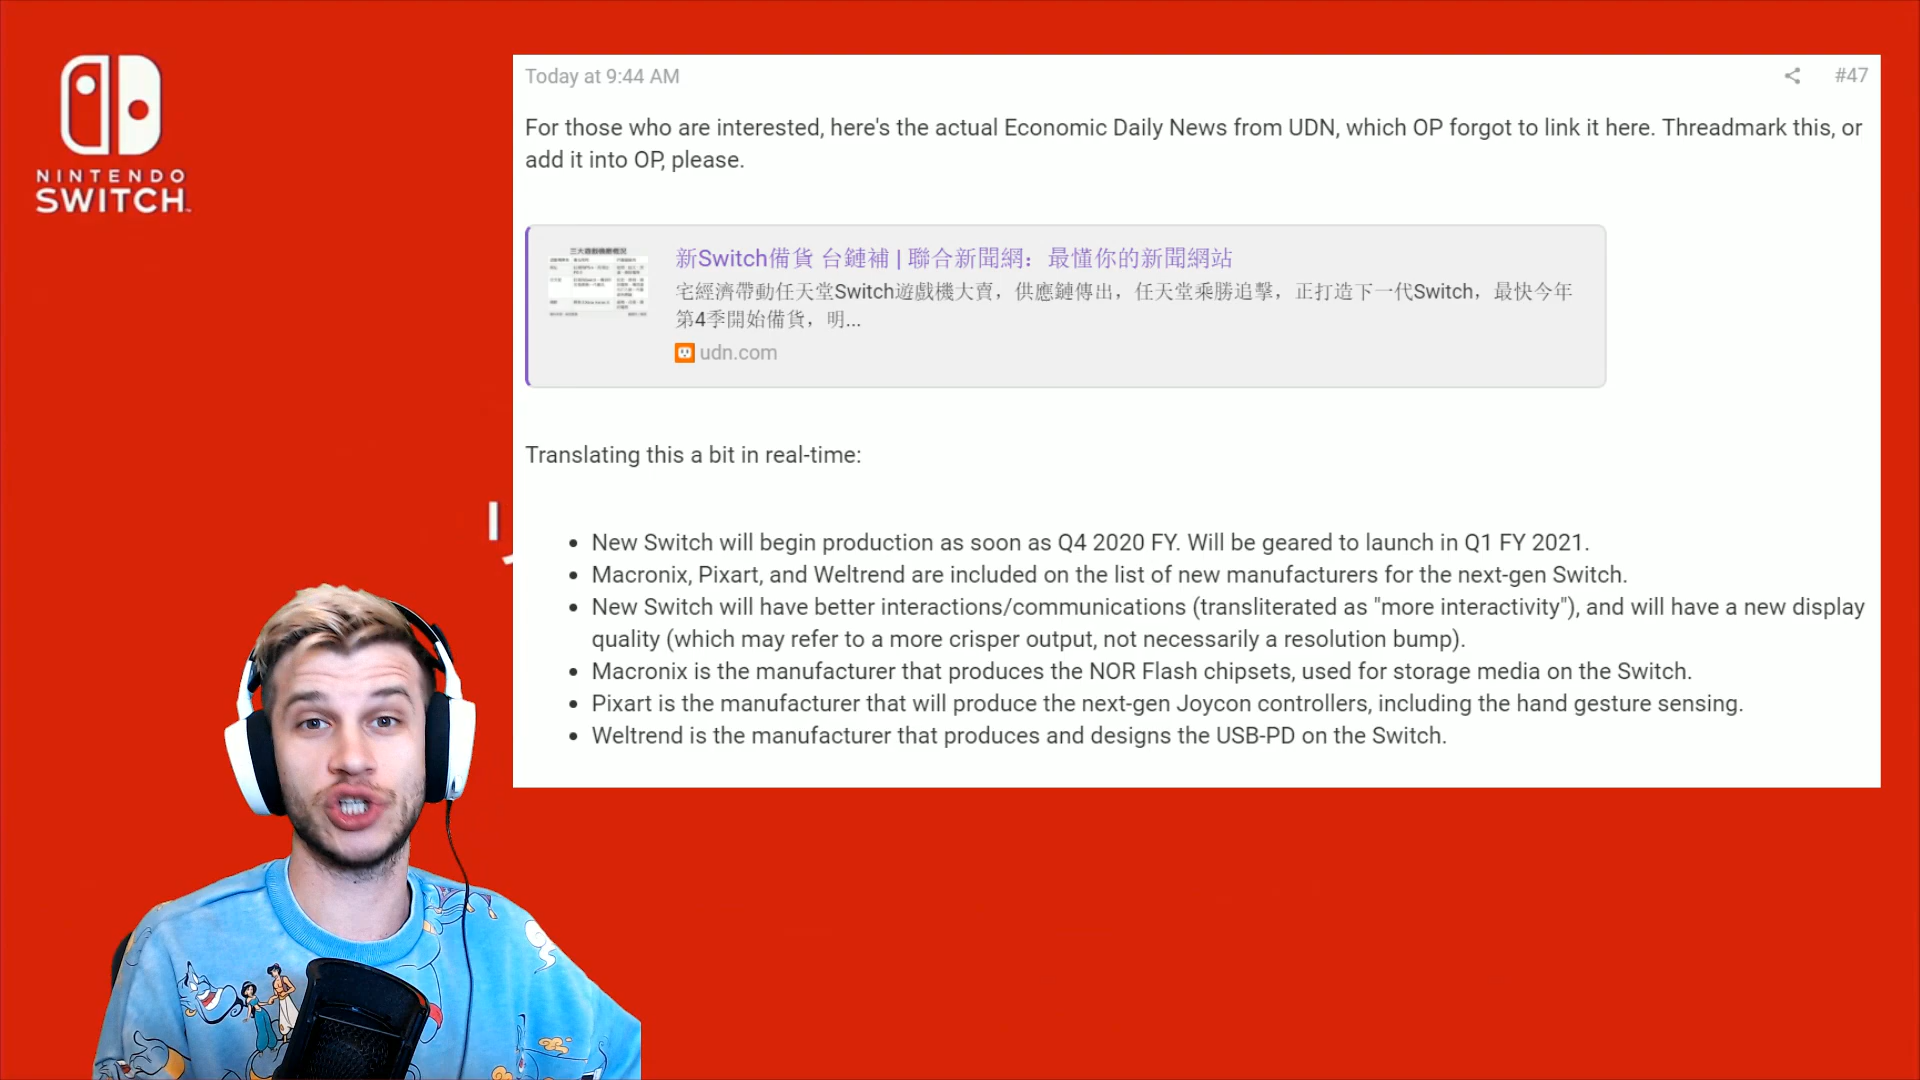 NINTENDO
SWITCH
Today at 9:44 AM
#47
For those who are interested, here's the actual Economic Daily News from UDN, which OP forgot to link it here. Threadmark this, or
add it into OP, please.
新Switch備貨 台鏈補 | 聯合新聞網：最懂你的新聞網站
宅經濟帶動任天堂Switch遊戲機大賣，供應鏈傳出，任天堂乘勝追擊，正打造下一代Switch，最快今年
第4季開始備貨，明...
udn.com
Translating this a bit in real-time:
• New Switch will begin production as soon as Q4 2020 FY. Will be geared to launch in Q1 FY 2021.
• Macronix, Pixart, and Weltrend are included on the list of new manufacturers for the next-gen Switch.
• New Switch will have better interactions/communications (transliterated as "more interactivity"), and will have a new display
quality (which may refer to a more crisper output, not necessarily a resolution bump).
• Macronix is the manufacturer that produces the NOR Flash chipsets, used for storage media on the Switch.
• Pixart is the manufacturer that will produce the next-gen Joycon controllers, including the hand gesture sensing.
• Weltrend is the manufacturer that produces and designs the USB-PD on the Switch.